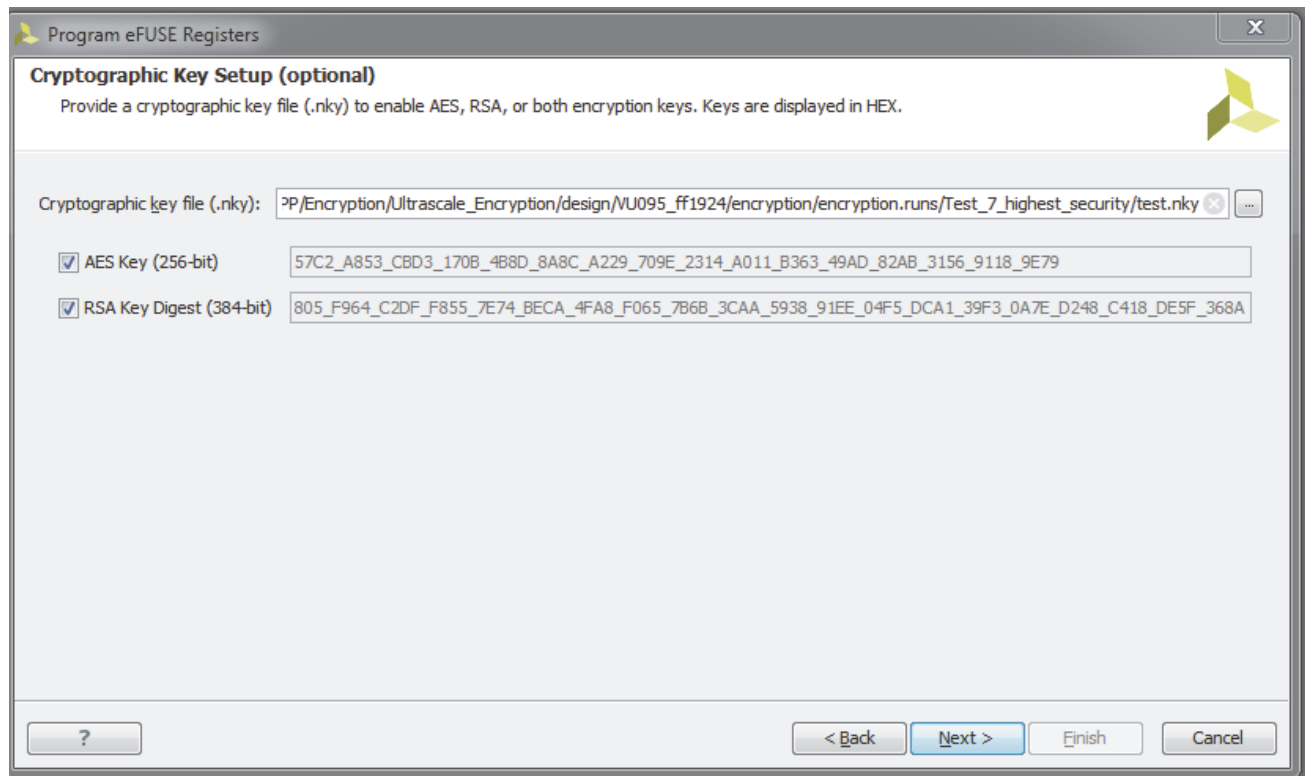 Program eFUSE Registers
x
Cryptographic Key Setup (optional)
Provide a cryptographic key file (.nky) to enable AES, RSA, or both encryption keys. Keys are displayed in HEX.
Cryptographic key file (.nky): PP/Encryption/Ultrascale_Encryption/design/VU095_ff1924/encryption/encryption.runs/Test_7_highest_security/test.nky ...
AES Key (256-bit) 57C2_A853_CBD3_170B_4B8D_8A8C_A229_709E_2314_A011_B363_49AD_82AB_3156_9118_9E79
RSA Key Digest (384-bit) 805_F964_C2DF_F855_7E74_BECA_4FA8_F065_7B6B_3CAA_5938_91EE_04F5_DCA1_39F3_0A7E_D248_C418_DE5F_368A
? < Back Next > Finish Cancel